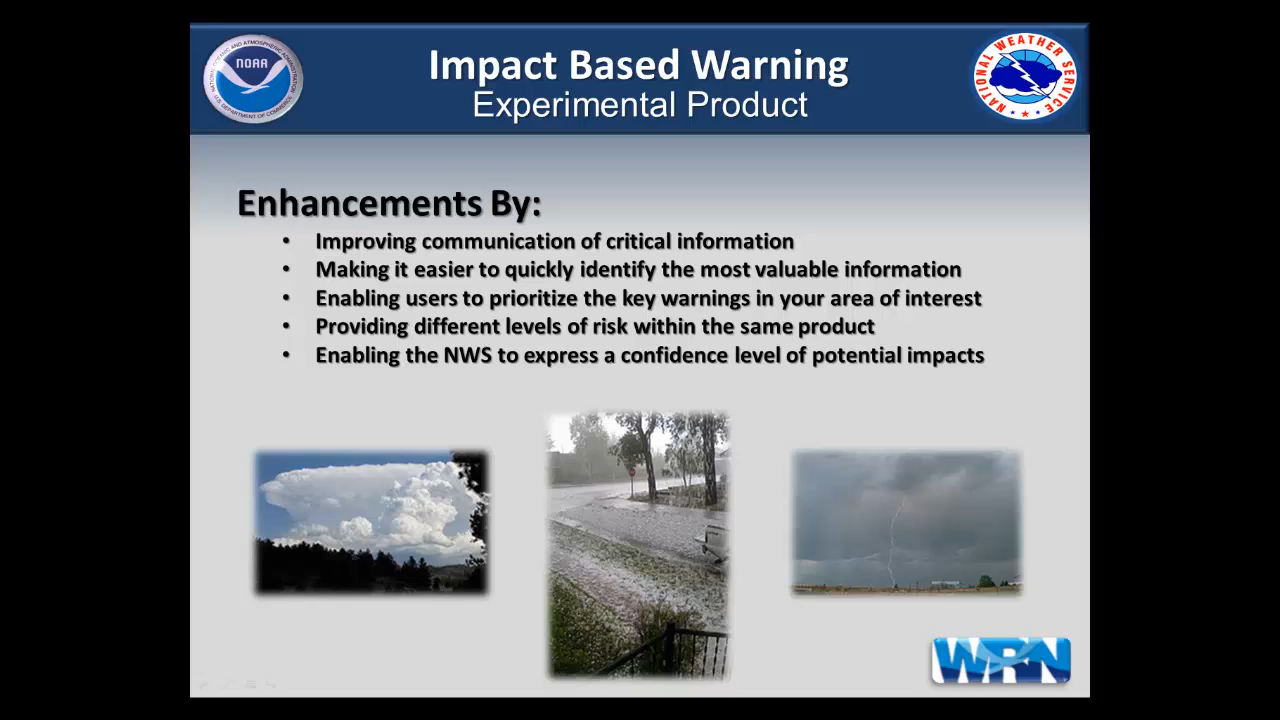 Impact Based Warning
Experimental Product
NOAA
NATIONAL WEATHER SERVICE
Enhancements By:
• Improving communication of critical information
• Making it easier to quickly identify the most valuable information
• Enabling users to prioritize the key warnings in your area of interest
• Providing different levels of risk within the same product
• Enabling the NWS to express a confidence level of potential impacts
WRN